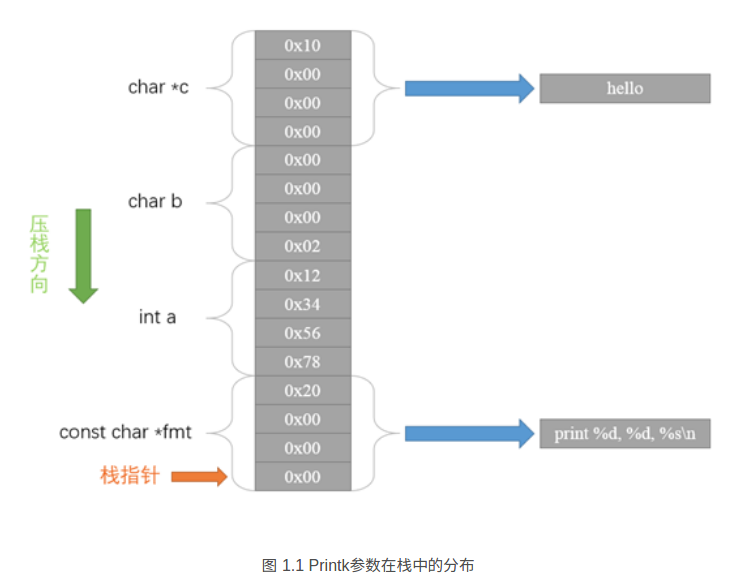 0x10
char *c
0x00
hello
0x00
0x00
0x00
0x00
char b
0x00
0x02
压栈方向
0x12
0x34
int a
0x56
0x78
0x20
0x00
const char *fmt
print %d, %d, %s\n
0x00
栈指针
0x00
图 1.1 Printk参数在栈中的分布